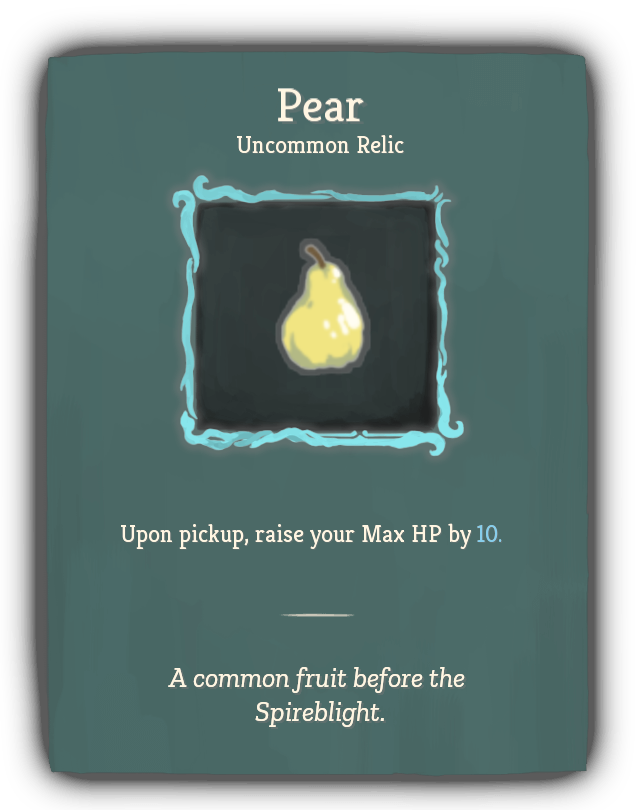 Pear
Uncommon Relic
Upon pickup, raise your Max HP by 10.
A common fruit before the
Spireblight.